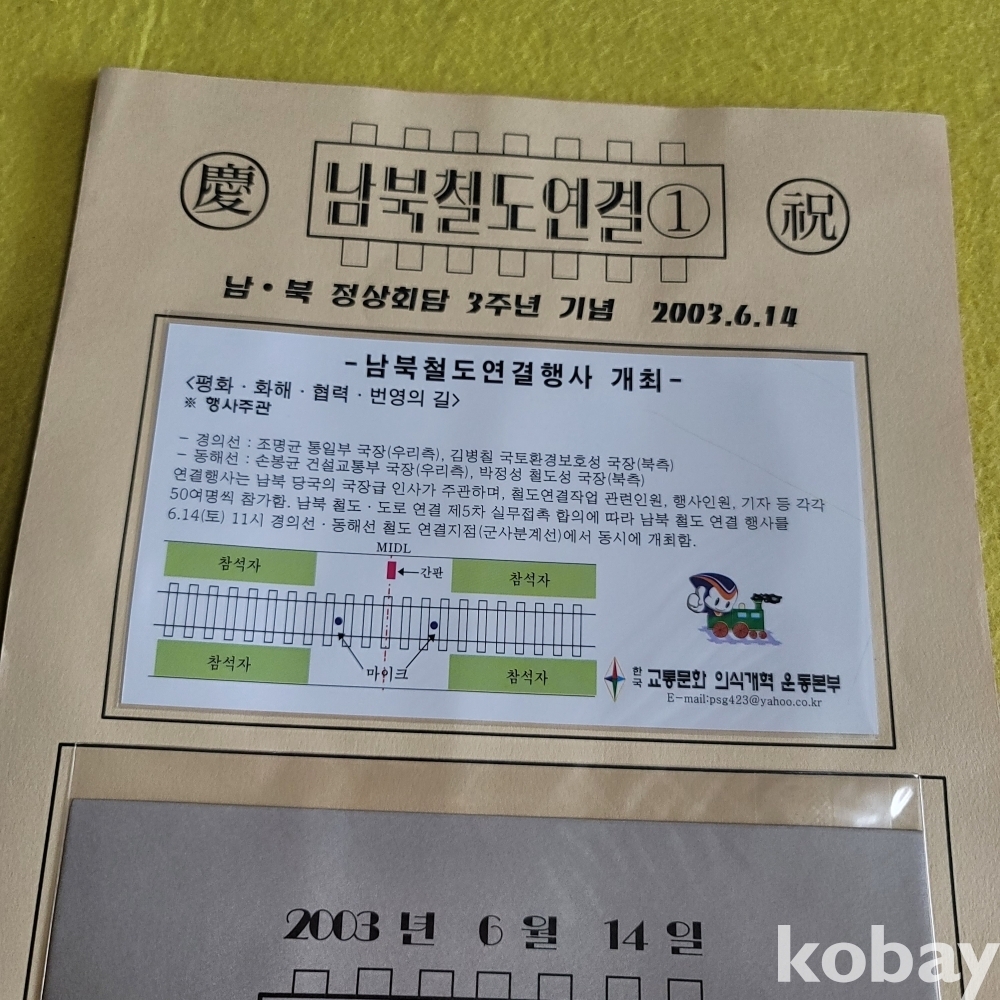 慶 남북철도연결① 祝
남·북 정상회담 3주년 기념 2003.6.14
-남북철도연결행사 개최-
<평화·화해·협력·번영의 길>
※ 행사주관
- 경의선 : 조명균 통일부 국장(우리측), 김병칠 국토환경보호성 국장(북측)
- 동해선 : 손봉균 건설교통부 국장(우리측), 박정성 철도성 국장(북측)
연결행사는 남북 당국의 국장급 인사가 주관하며, 철도연결작업 관련인원, 행사인원, 기자 등 각각
50여명씩 참가함. 남북 철도·도로 연결 제5차 실무접촉 합의에 따라 남북 철도 연결 행사를
6.14(토) 11시 경의선·동해선 철도 연결지점(군사분계선)에서 동시에 개최함.
MIDL
참석자 간판 참석자
참석자 마이크 참석자
한국 교통문화 의식개혁 운동본부
E-mail:psg423@yahoo.co.kr
2003년 6월 14일
kobay